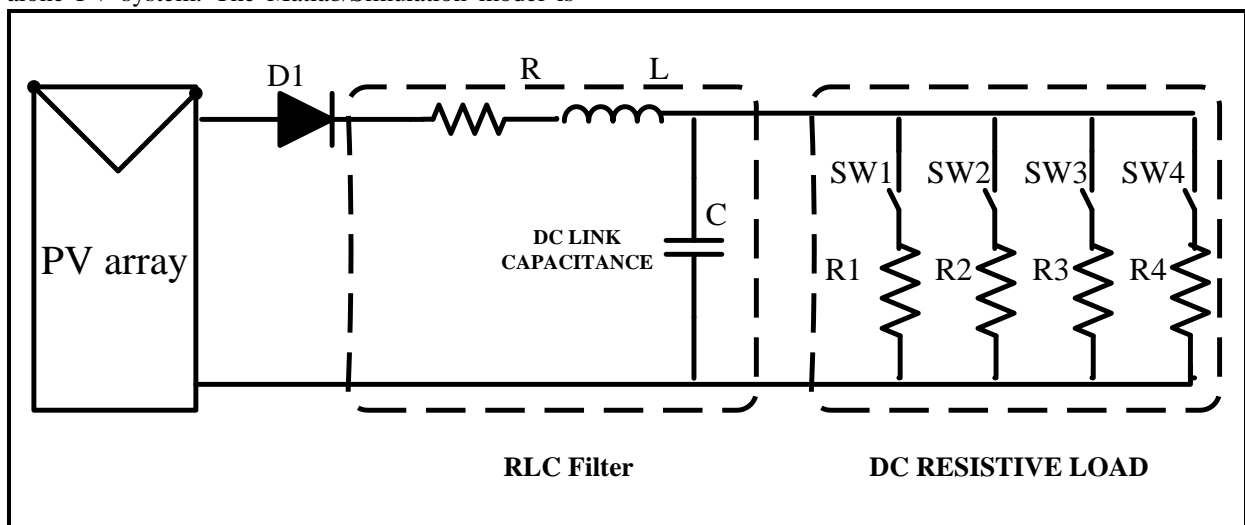 alone PV system. The Matlab/Simulation model is
D1
R
L
SW1
SW2
SW3
SW4
C
DC LINK
CAPACITANCE
PV array
R1
R2
R3
R4
RLC Filter
DC RESISTIVE LOAD